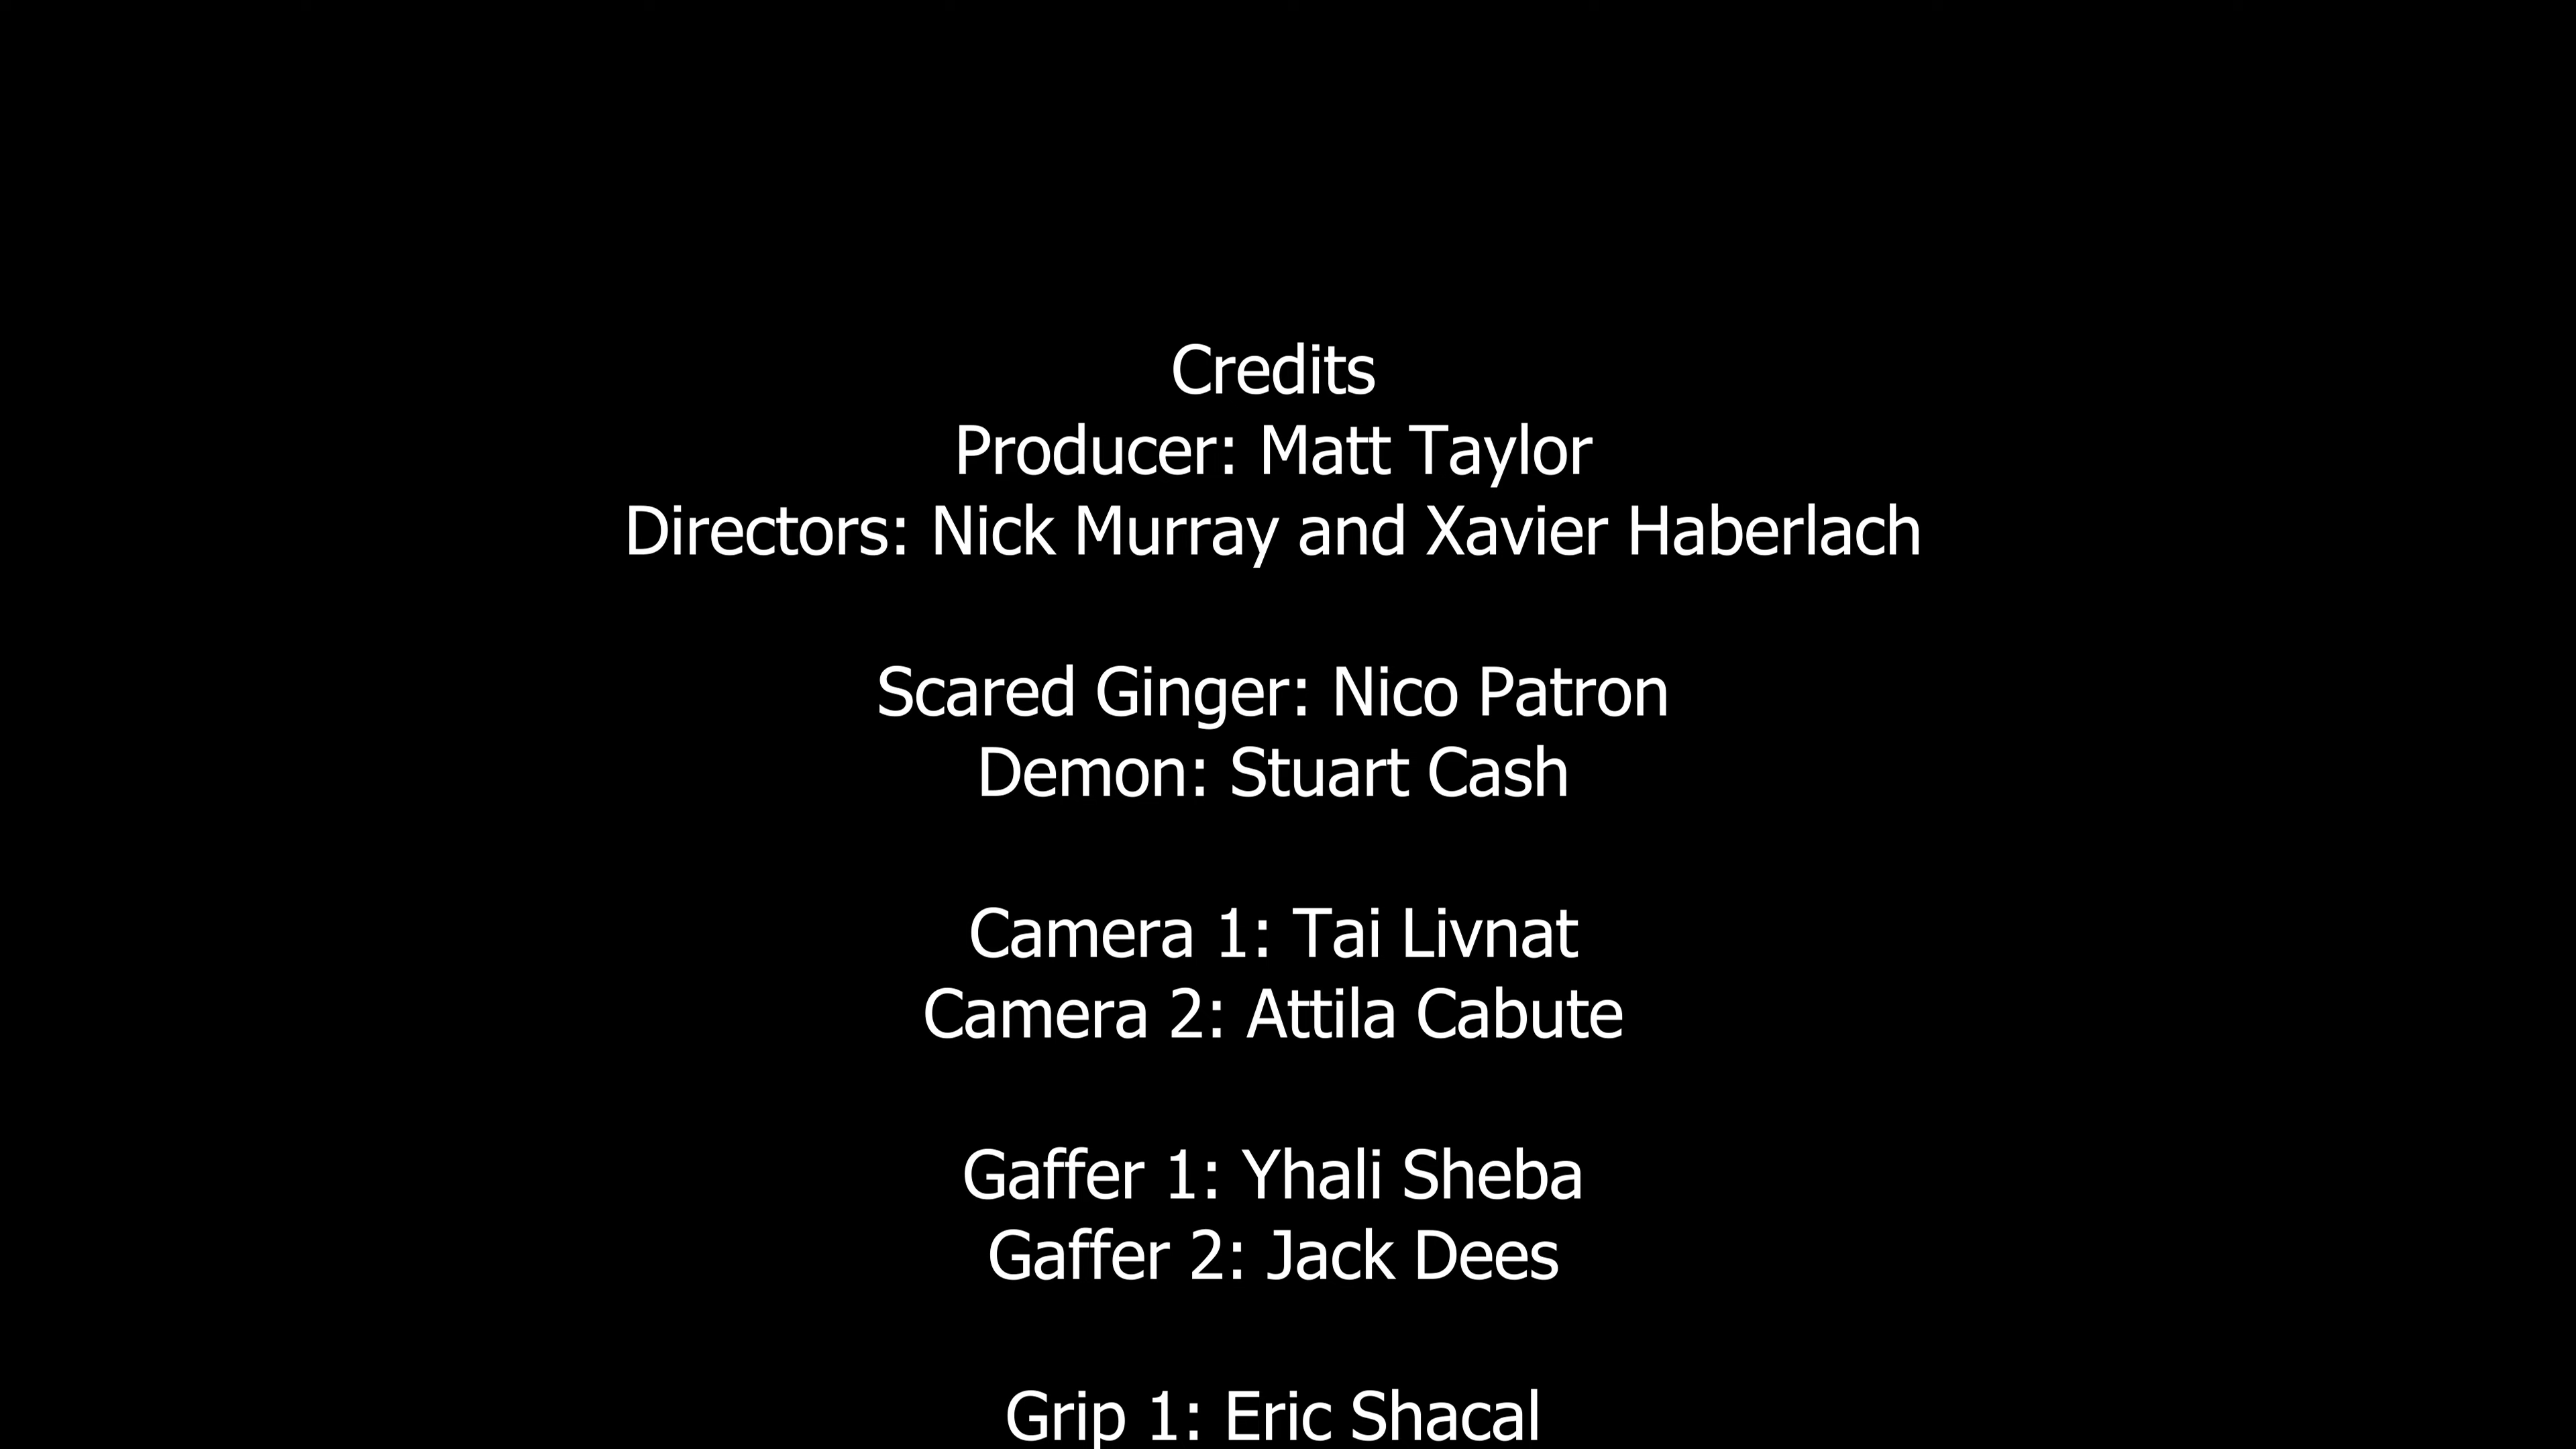 Credits
Producer: Matt Taylor
Directors: Nick Murray and Xavier Haberlach
Scared Ginger: Nico Patron
Demon: Stuart Cash
Camera 1: Tai Livnat
Camera 2: Attila Cabute
Gaffer 1: Yhali Sheba
Gaffer 2: Jack Dees
Grip 1: Eric Shacal